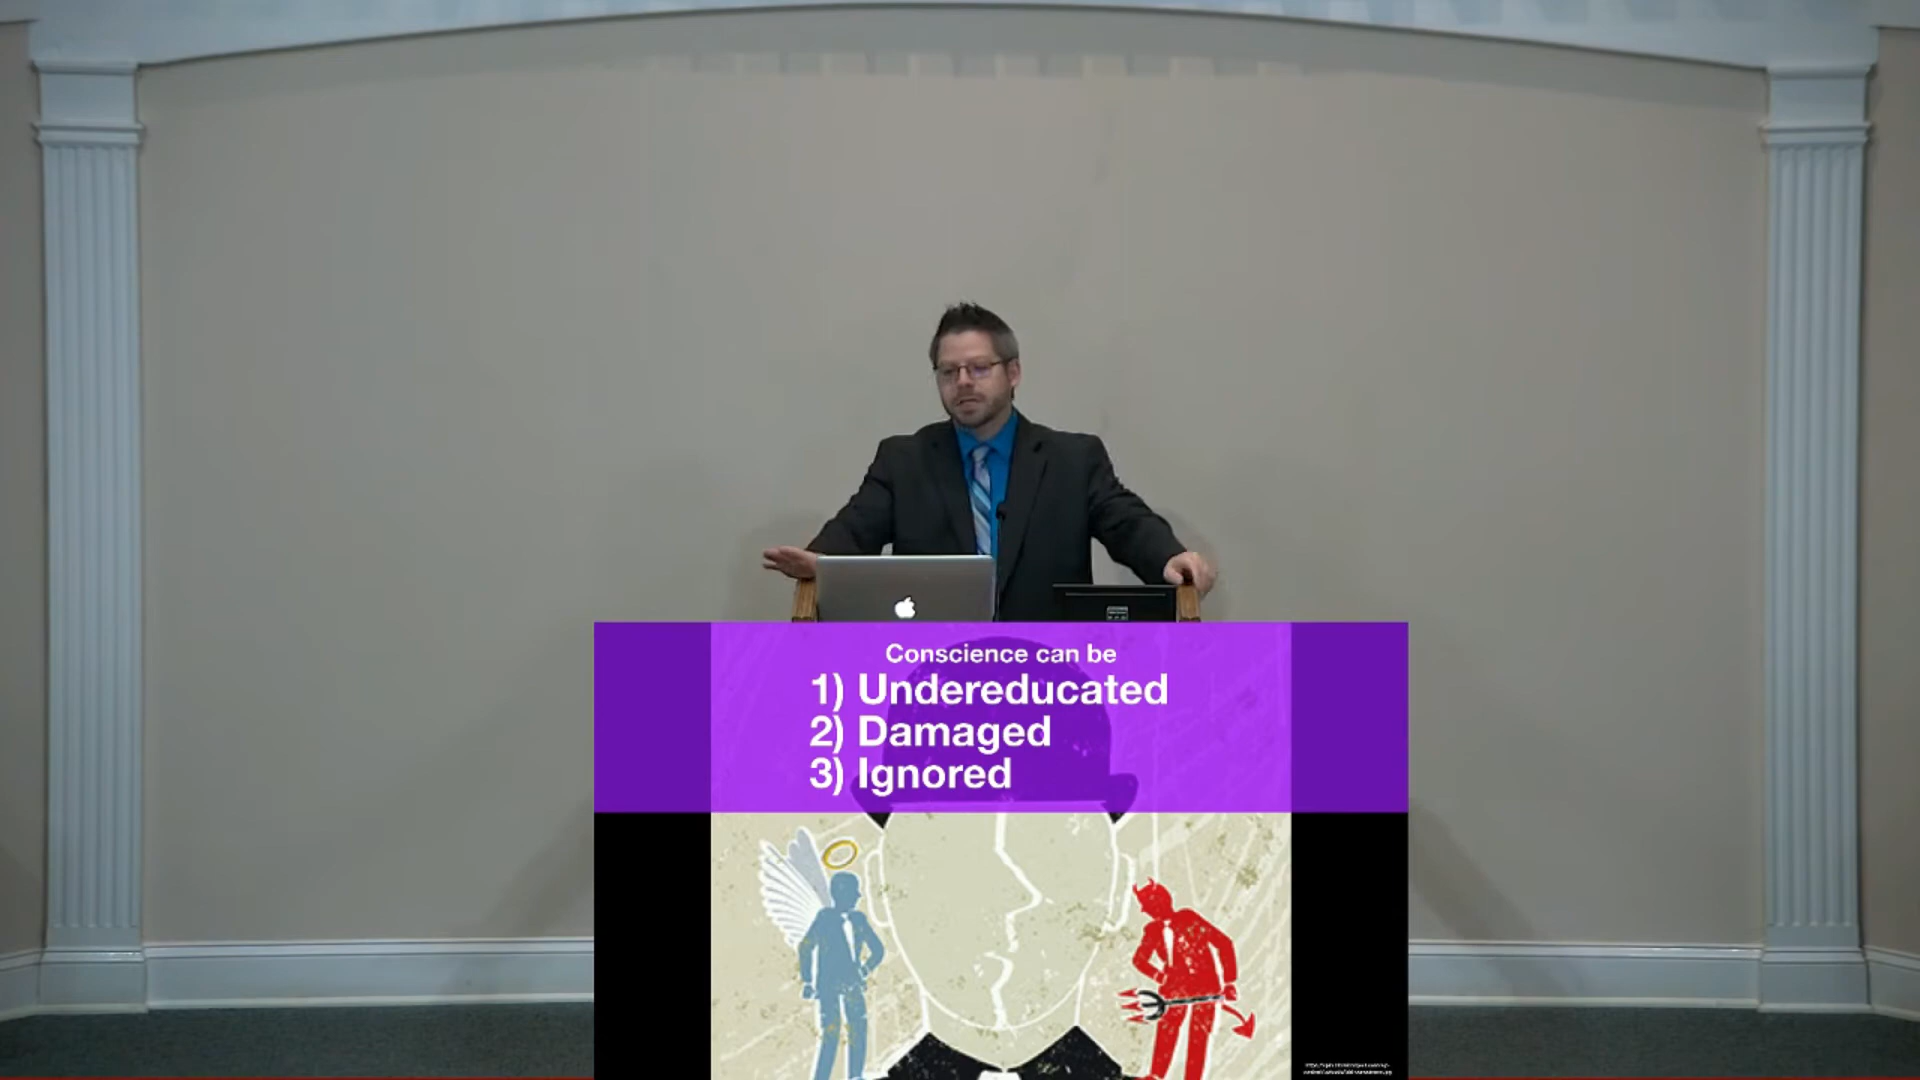 Conscience can be
1) Undereducated
2) Damaged
3) Ignored